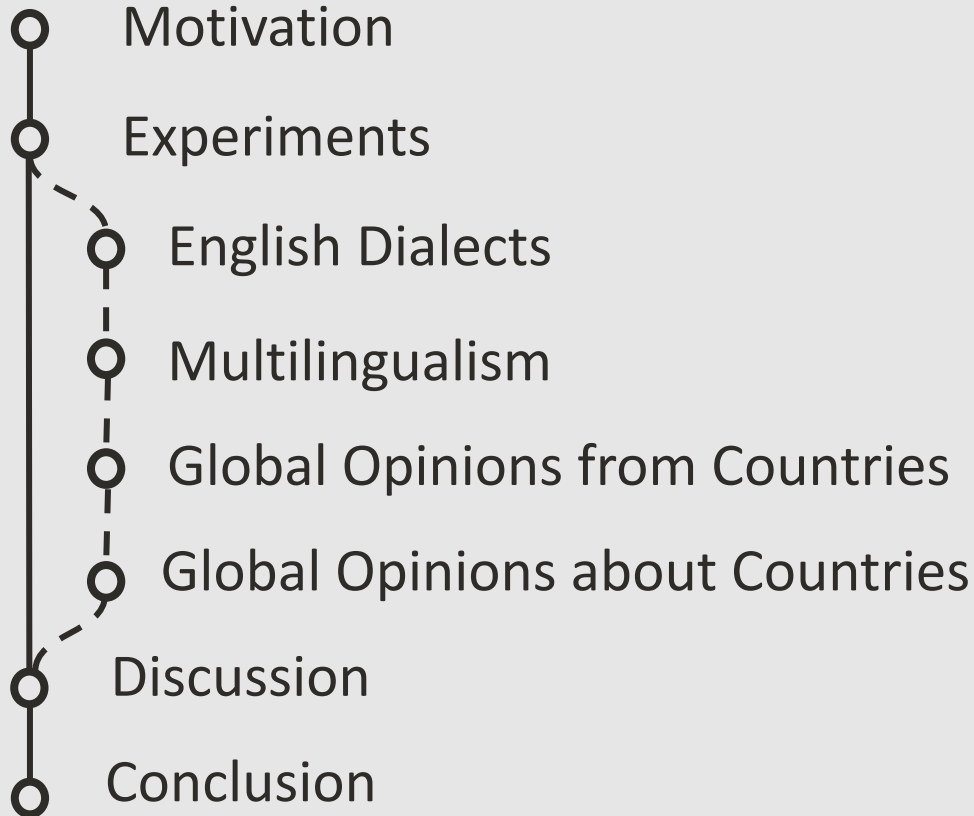 Motivation
Experiments
English Dialects
Multilingualism
Global Opinions from Countries
Global Opinions about Countries
Discussion
Conclusion